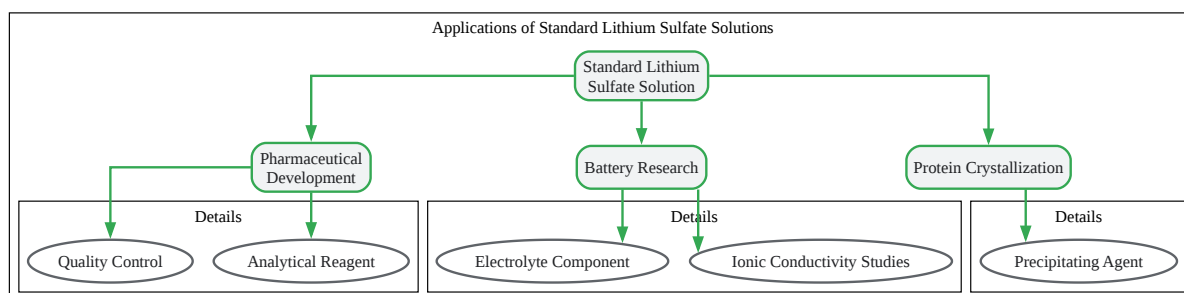 Applications of Standard Lithium Sulfate Solutions
Standard Lithium
Sulfate Solution
Pharmaceutical
Development
Battery Research
Protein Crystallization
Details
Details
Details
Quality Control
Analytical Reagent
Electrolyte Component
Ionic Conductivity Studies
Precipitating Agent